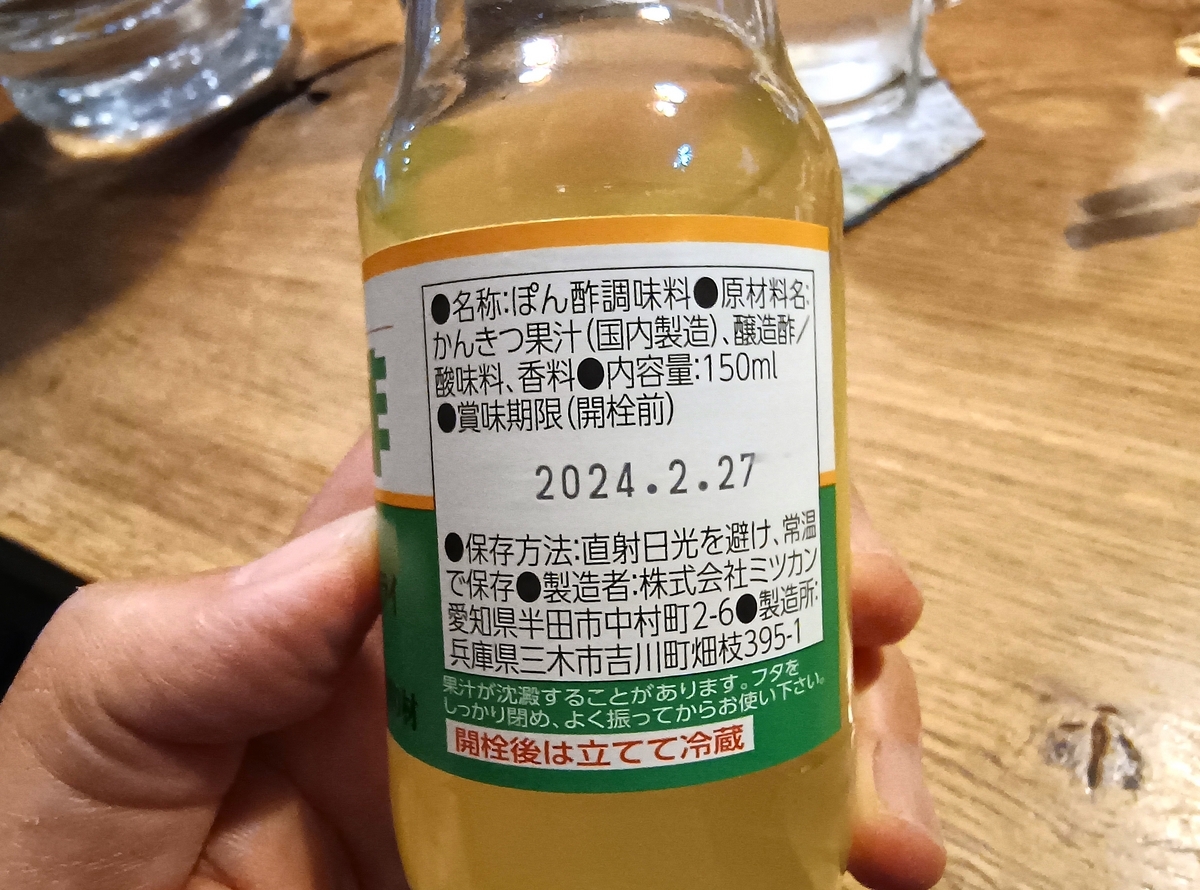 ●名称:ぽん酢調味料●原材料名:
かんきつ果汁(国内製造)、醸造酢/
酸味料、香料●内容量:150ml
●賞味期限(開栓前)
2024.2.27
●保存方法:直射日光を避け、常温
で保存●製造者:株式会社ミツカン
愛知県半田市中村町2-6●製造所:
兵庫県三木市吉川町畑枝395-1
果汁が沈澱することがあります。フタを
しっかり閉め、よく振ってからお使い下さい。
開栓後は立てて冷蔵